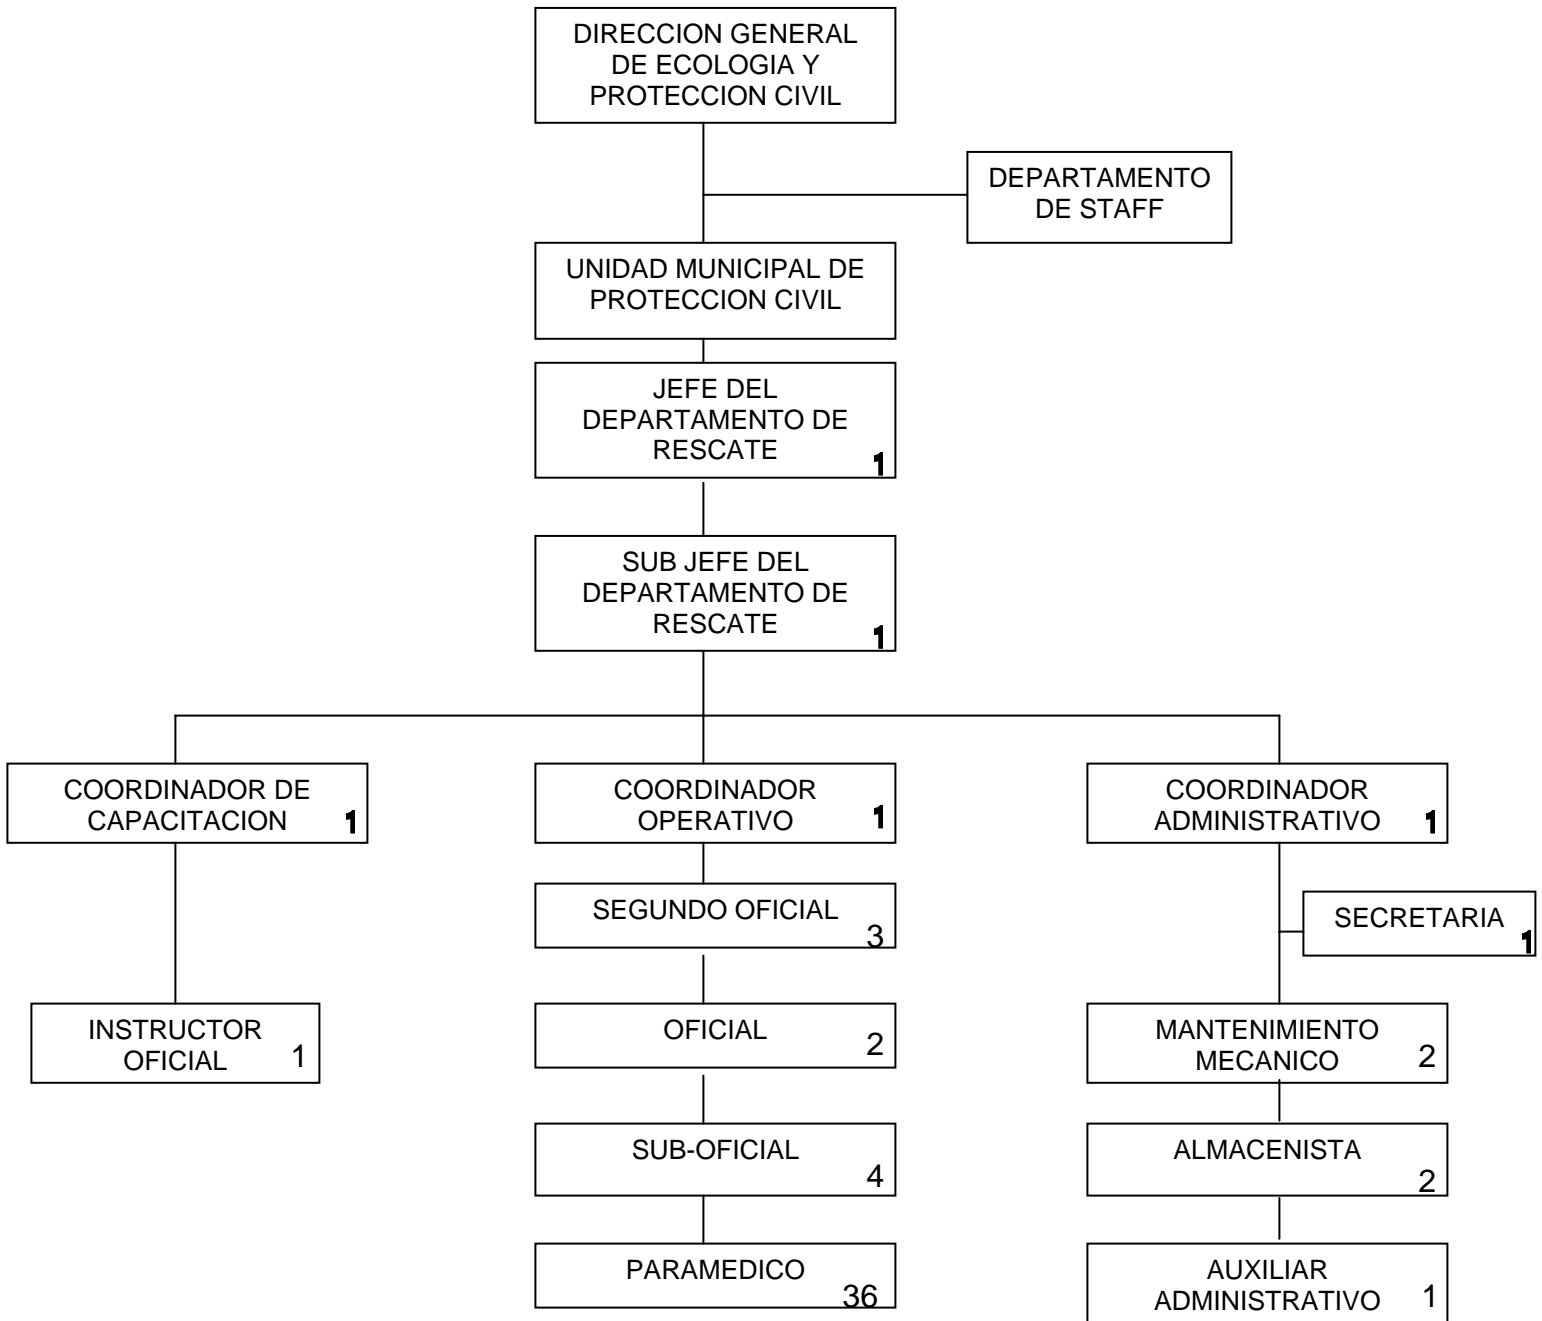 DIRECCION GENERAL
DE ECOLOGIA Y
PROTECCION CIVIL
DEPARTAMENTO
DE STAFF
UNIDAD MUNICIPAL DE
PROTECCION CIVIL
JEFE DEL
DEPARTAMENTO DE
RESCATE
1
SUB JEFE DEL
DEPARTAMENTO DE
RESCATE
1
COORDINADOR DE
CAPACITACION 1
COORDINADOR
OPERATIVO 1
COORDINADOR
ADMINISTRATIVO 1
SEGUNDO OFICIAL
3
SECRETARIA
1
INSTRUCTOR
OFICIAL 1
OFICIAL
2
MANTENIMIENTO
MECANICO 2
SUB-OFICIAL
4
ALMACENISTA
2
PARAMEDICO
36
AUXILIAR
ADMINISTRATIVO 1